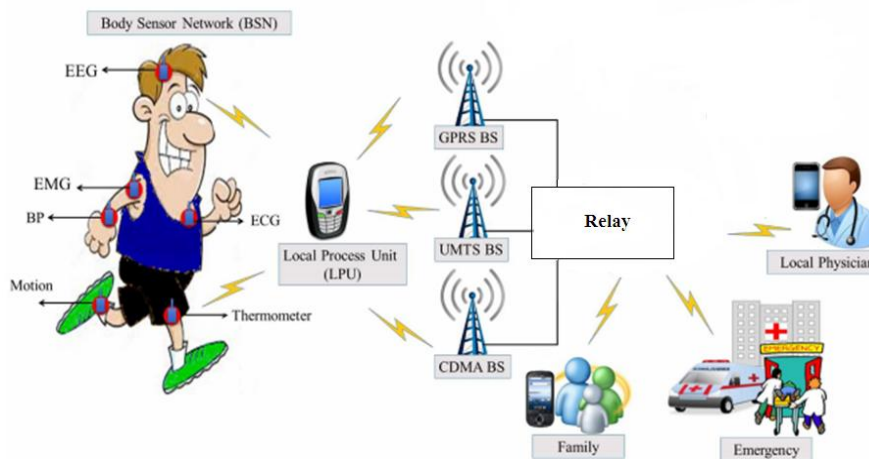 Body Sensor Network (BSN)
EEG
EMG
BP
ECG
Motion
Thermometer
Local Process Unit
(LPU)
GPRS BS
UMTS BS
CDMA BS
Relay
Local Physician
Family
EMERGENCY
Emergency